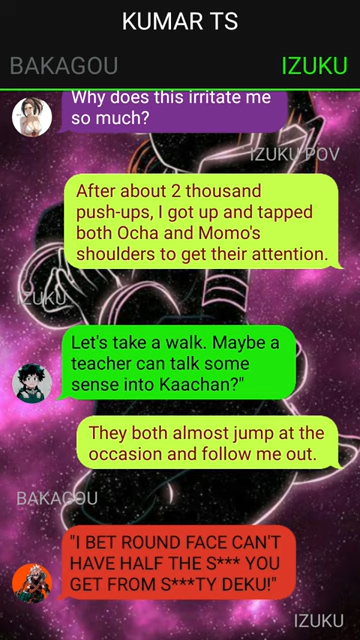 KUMAR TS
BAKAGOU
IZUKU
Why does this irritate me
so much?
IZUKU POV
After about 2 thousand
push-ups, I got up and tapped
both Ocha and Momo's
shoulders to get their attention.
IZUKU
Let's take a walk. Maybe a
teacher can talk some
sense into Kaachan?"
They both almost jump at the
occasion and follow me out.
BAKAGOU
"I BET ROUND FACE CAN'T
HAVE HALF THE S*** YOU
GET FROM S***TY DEKU!"
IZUKU